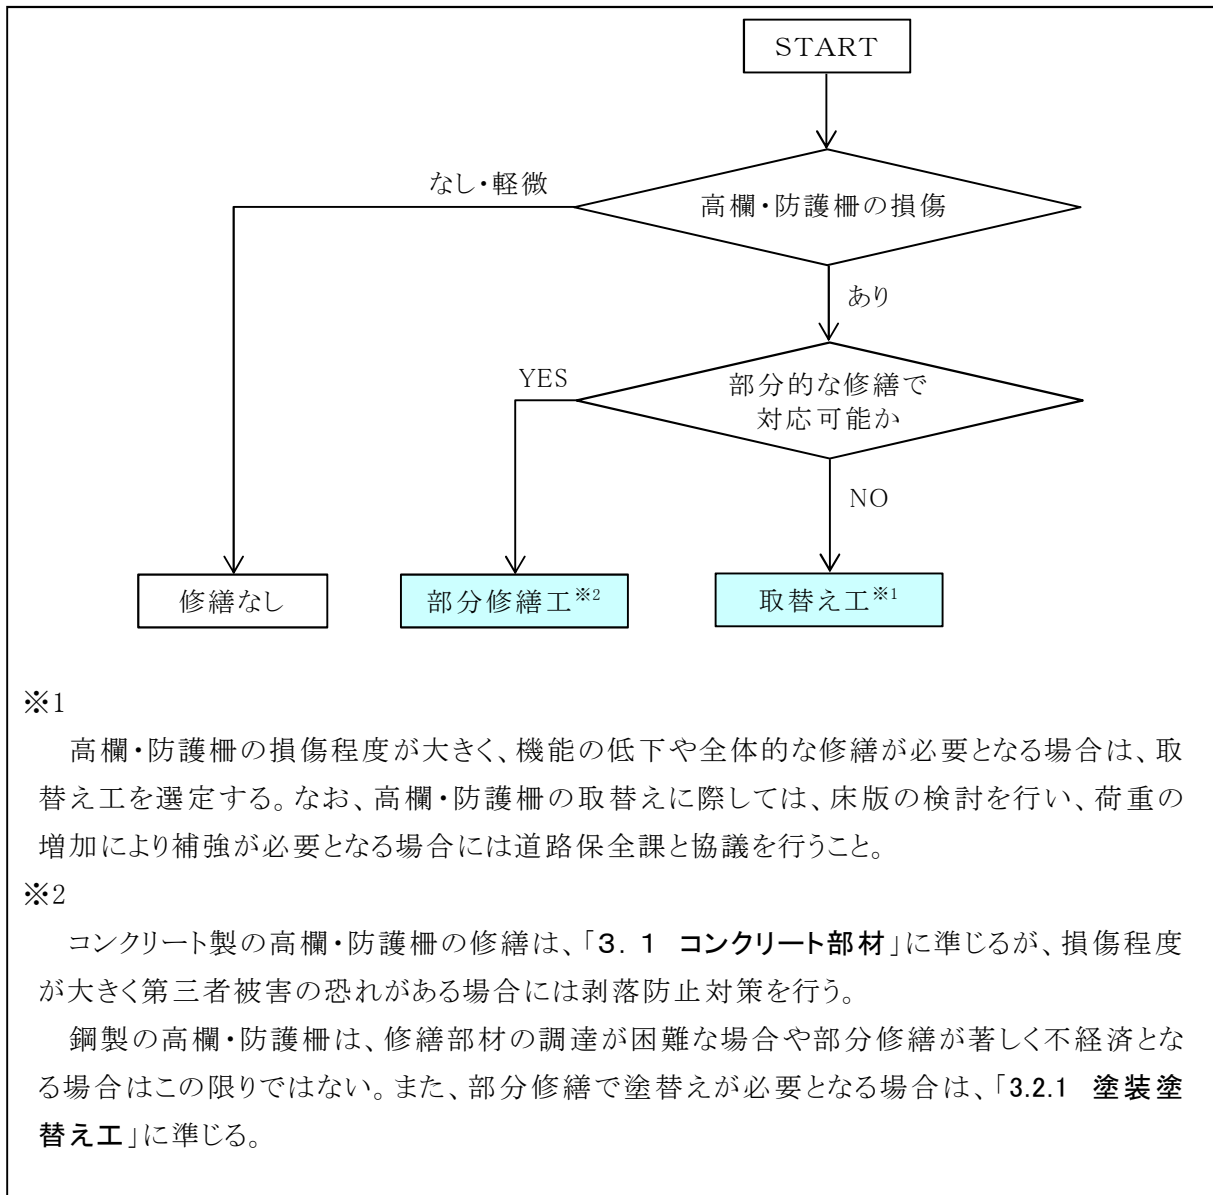 START
なし・軽微
高欄・防護柵の損傷
あり
YES
部分的な修繕で
対応可能か
NO
修繕なし
部分修繕工※2
取替え工※1
※1
高欄・防護柵の損傷程度が大きく、機能の低下や全体的な修繕が必要となる場合は、取
替え工を選定する。なお、高欄・防護柵の取替えに際しては、床版の検討を行い、荷重の
増加により補強が必要となる場合には道路保全課と協議を行うこと。
※2
コンクリート製の高欄・防護柵の修繕は、「３．１　コンクリート部材」に準じるが、損傷程度
が大きく第三者被害の恐れがある場合には剥落防止対策を行う。
鋼製の高欄・防護柵は、修繕部材の調達が困難な場合や部分修繕が著しく不経済とな
る場合はこの限りではない。また、部分修繕で塗替えが必要となる場合は、「3.2.1　塗装塗
替え工」に準じる。